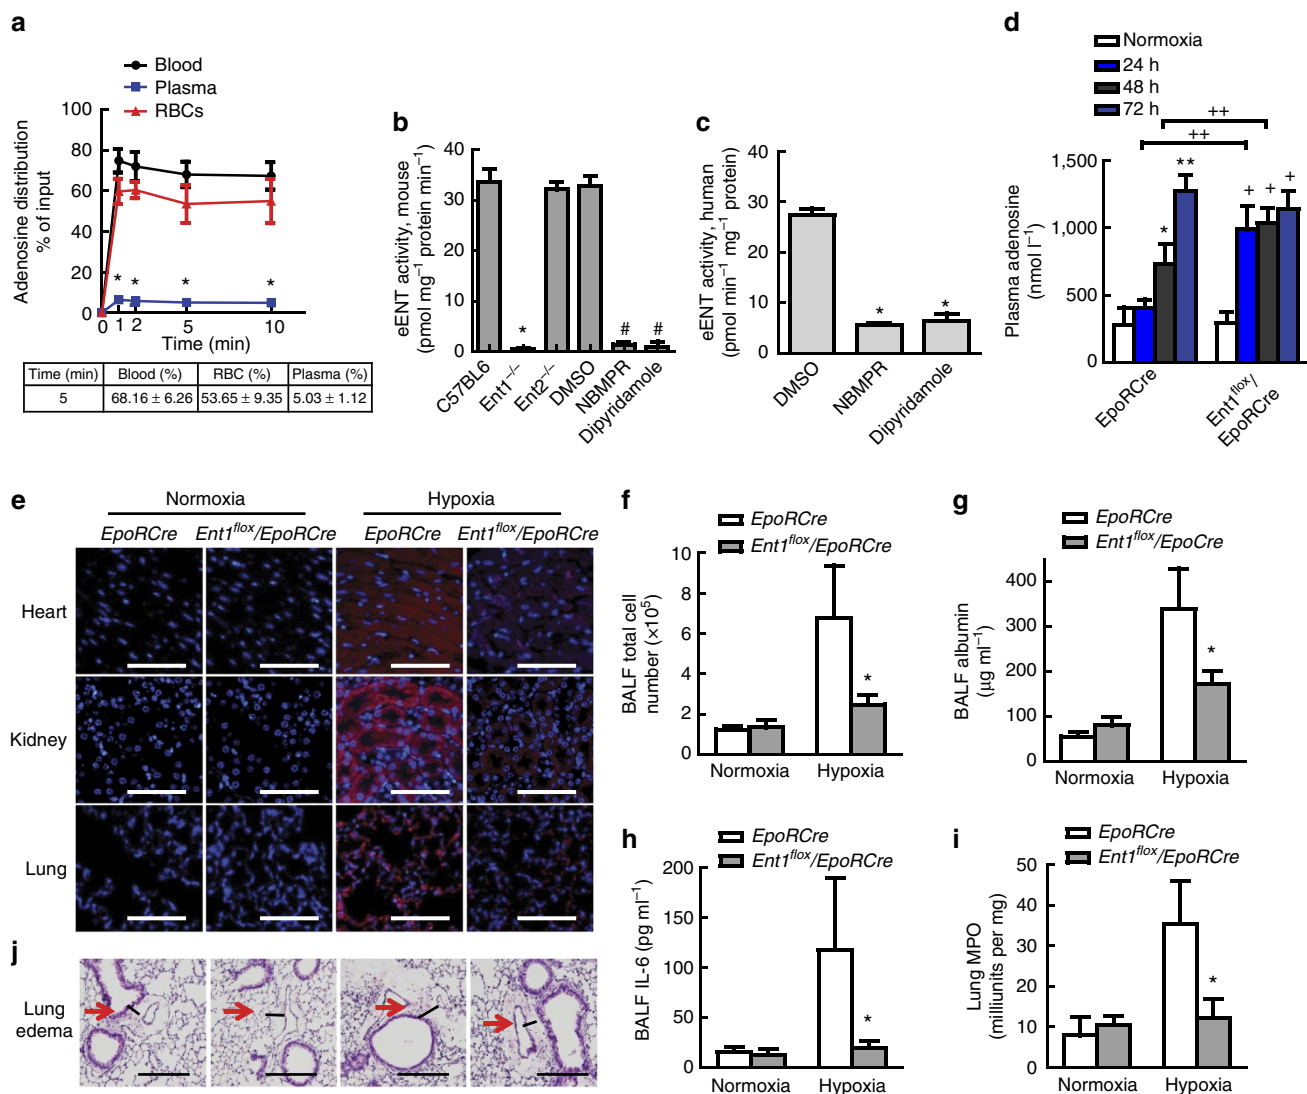 a
Blood
Plasma
RBCs
Adenosine distribution
% of input
100
80
60
40
20
0
* * * *
0 1 2 5 10
Time (min)
Time (min) Blood (%) RBC (%) Plasma (%)
5 68.16 ± 6.26 53.65 ± 9.35 5.03 ± 1.12
b
eENT activity, mouse
(pmol mg−1 protein min−1)
40
30
20
10
0
* # #
C57BL6
Ent1−/−
Ent2−/−
DMSO
NBMPR
Dipyridamole
c
eENT activity, human
(pmol min−1 mg−1 protein)
40
30
20
10
0
* *
DMSO
NBMPR
Dipyridamole
d
Normoxia
24 h
48 h
72 h
++
++
Plasma adenosine
(nmol l−1)
1,500
1,000
500
0
* ** + + +
EpoRCre
Ent1flox/
EpoRCre
e
Normoxia Hypoxia
EpoRCre Ent1flox/EpoRCre EpoRCre Ent1flox/EpoRCre
Heart
Kidney
Lung
f
EpoRCre
Ent1flox/EpoRCre
BALF total cell
number (×105)
10
8
6
4
2
0
*
Normoxia Hypoxia
g
EpoRCre
Ent1flox/EpoCre
BALF albumin
(µg ml−1)
400
300
200
100
0
*
Normoxia Hypoxia
h
EpoRCre
Ent1flox/EpoRCre
BALF IL-6 (pg ml−1)
200
150
100
50
0
*
Normoxia Hypoxia
i
EpoRCre
Ent1flox/EpoRCre
Lung MPO
(milliunits per mg)
50
40
30
20
10
0
*
Normoxia Hypoxia
j
Lung
edema